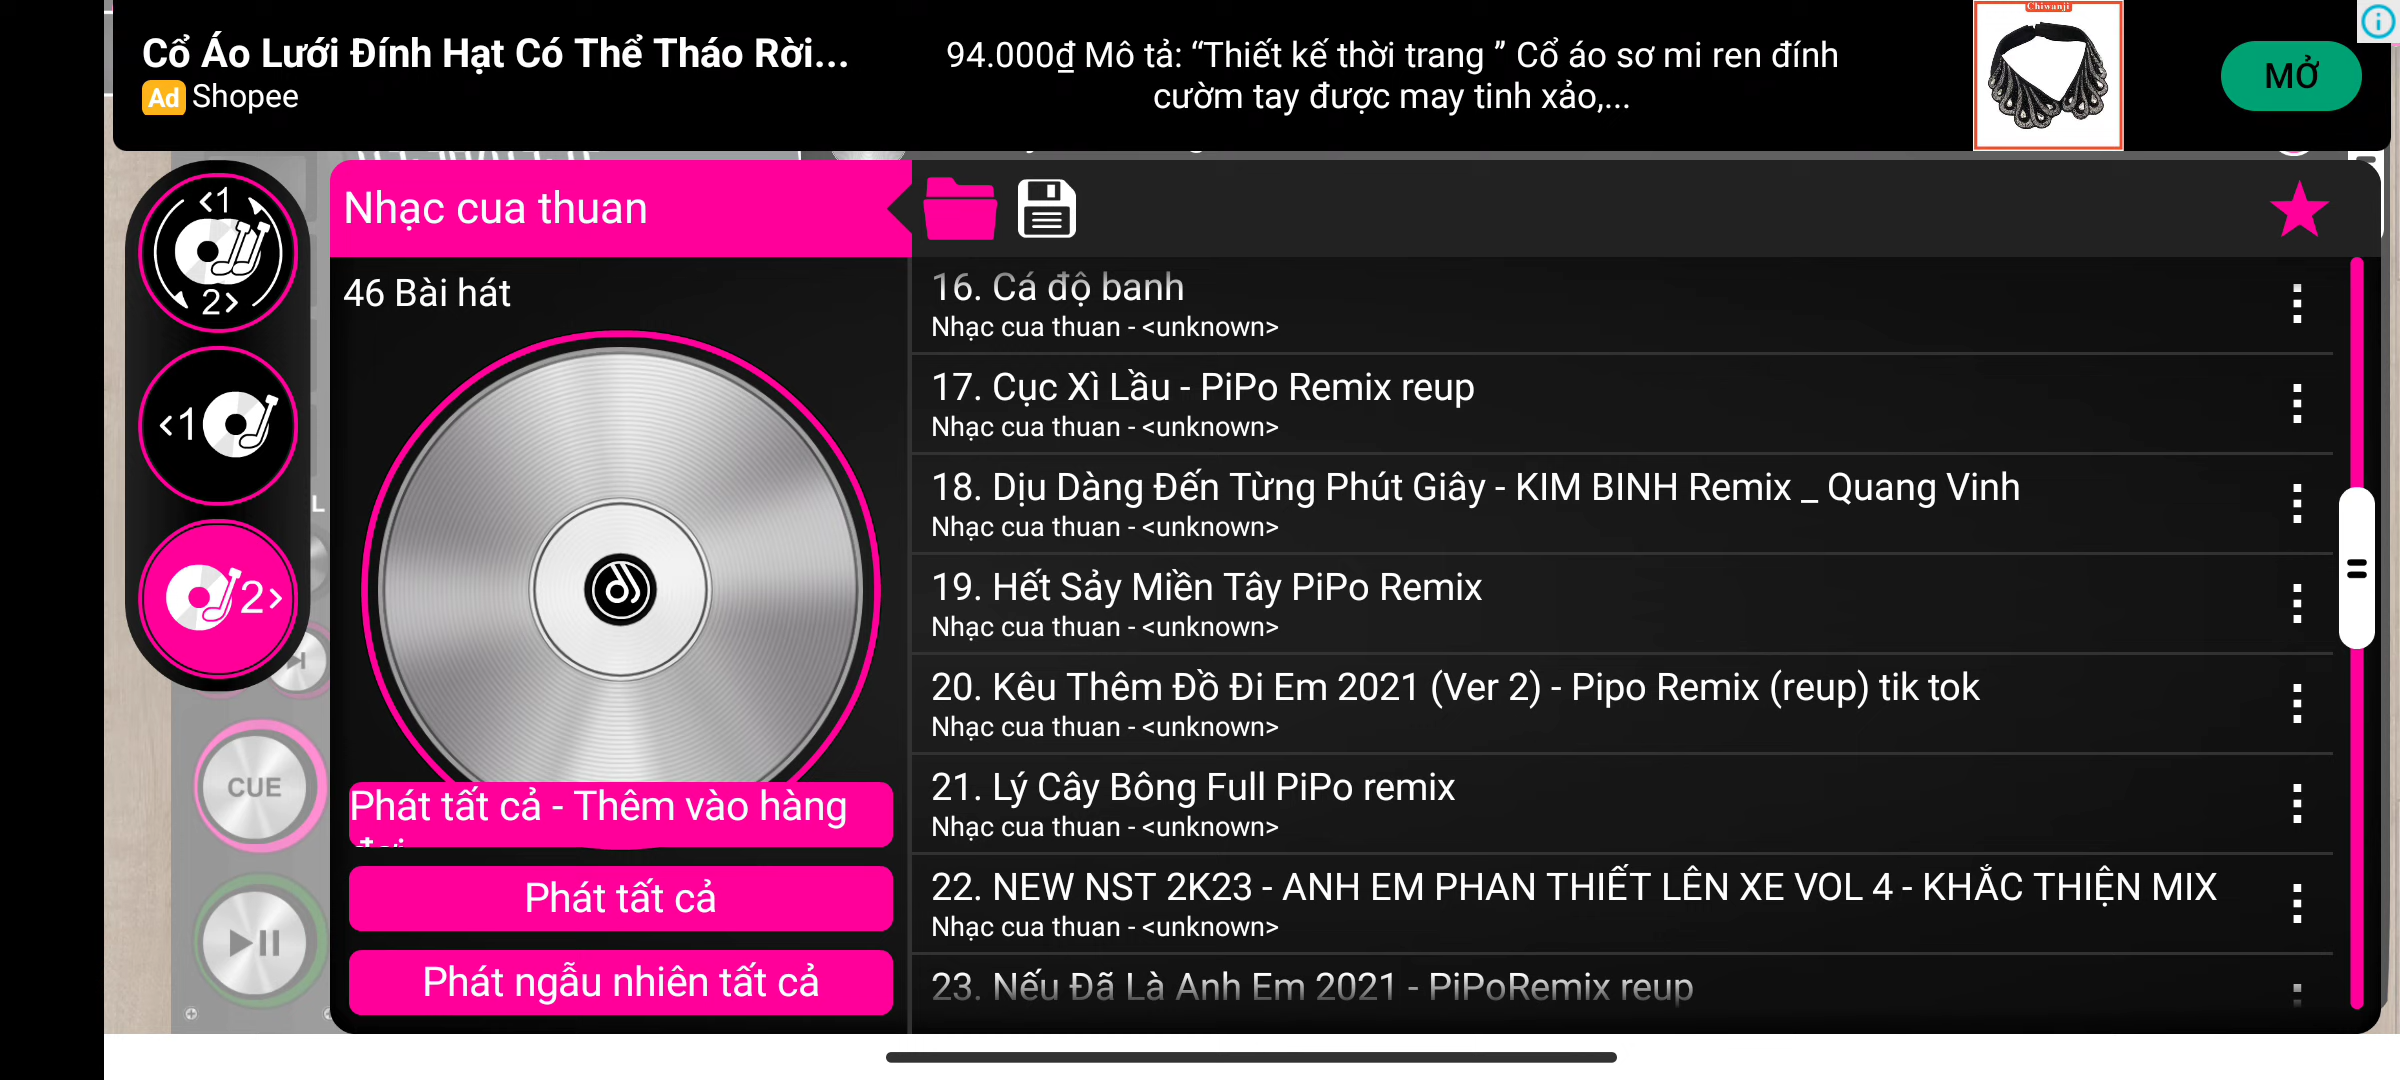 Cổ Áo Lưới Đính Hạt Có Thể Tháo Rời...
Ad Shopee
94.000₫ Mô tả: “Thiết kế thời trang ” Cổ áo sơ mi ren đính
cườm tay được may tinh xảo,...
Chiwanji
MỞ
<1
2>
<1
2>
L
CUE
Nhạc cua thuan
46 Bài hát
Phát tất cả - Thêm vào hàng
Phát tất cả
Phát ngẫu nhiên tất cả
16. Cá độ banh
Nhạc cua thuan - <unknown>
17. Cục Xì Lầu - PiPo Remix reup
Nhạc cua thuan - <unknown>
18. Dịu Dàng Đến Từng Phút Giây - KIM BINH Remix _ Quang Vinh
Nhạc cua thuan - <unknown>
19. Hết Sảy Miền Tây PiPo Remix
Nhạc cua thuan - <unknown>
20. Kêu Thêm Đồ Đi Em 2021 (Ver 2) - Pipo Remix (reup) tik tok
Nhạc cua thuan - <unknown>
21. Lý Cây Bông Full PiPo remix
Nhạc cua thuan - <unknown>
22. NEW NST 2K23 - ANH EM PHAN THIẾT LÊN XE VOL 4 - KHẮC THIỆN MIX
Nhạc cua thuan - <unknown>
23. Nếu Đã Là Anh Em 2021 - PiPoRemix reup